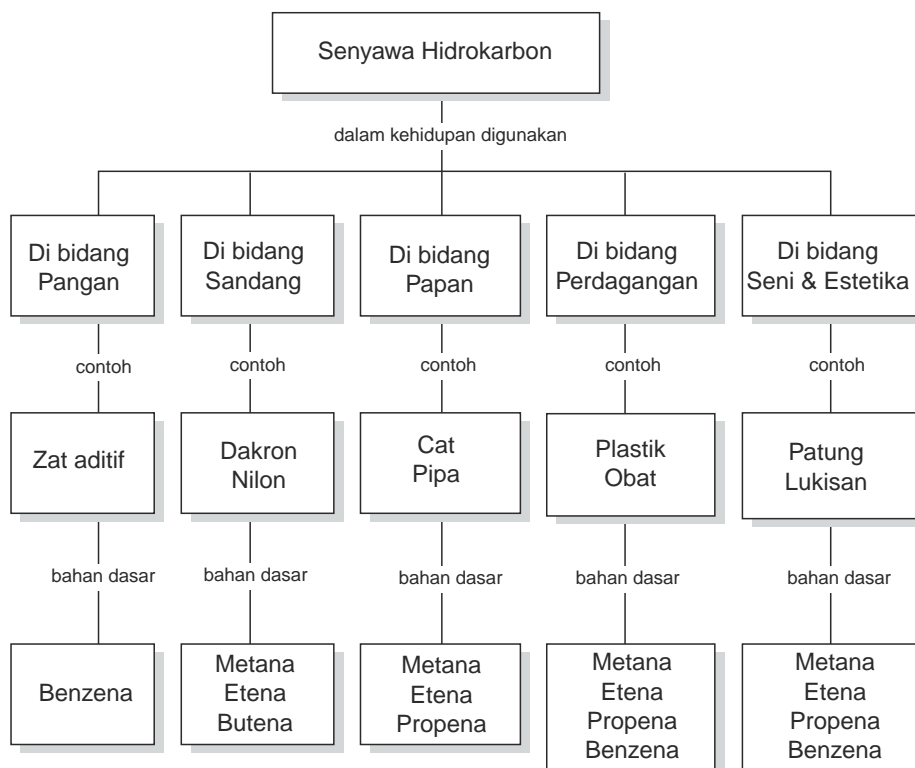 Senyawa Hidrokarbon
dalam kehidupan digunakan
Di bidang
Pangan
Di bidang
Sandang
Di bidang
Papan
Di bidang
Perdagangan
Di bidang
Seni & Estetika
contoh
contoh
contoh
contoh
contoh
Zat aditif
Dakron
Nilon
Cat
Pipa
Plastik
Obat
Patung
Lukisan
bahan dasar
bahan dasar
bahan dasar
bahan dasar
bahan dasar
Benzena
Metana
Etena
Butena
Metana
Etena
Propena
Metana
Etena
Propena
Benzena
Metana
Etena
Propena
Benzena